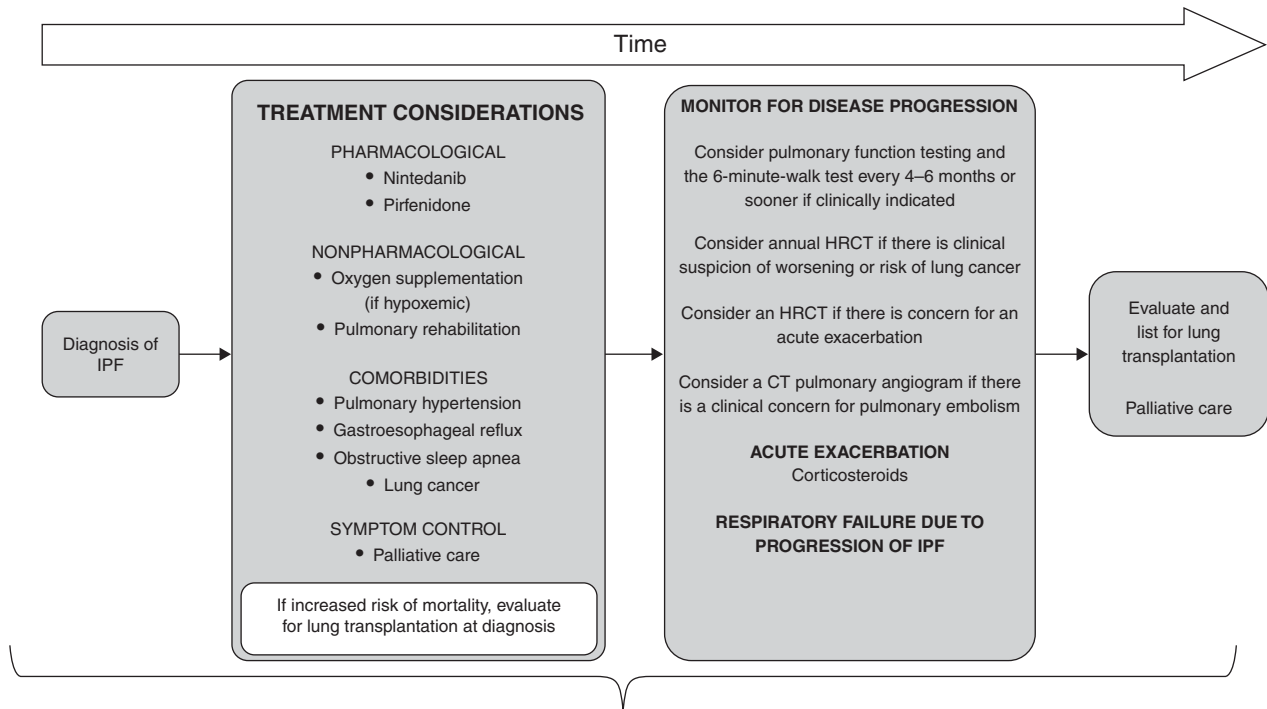 Time
Diagnosis of
IPF
TREATMENT CONSIDERATIONS
PHARMACOLOGICAL
• Nintedanib
• Pirfenidone
NONPHARMACOLOGICAL
• Oxygen supplementation
(if hypoxemic)
• Pulmonary rehabilitation
COMORBIDITIES
• Pulmonary hypertension
• Gastroesophageal reflux
• Obstructive sleep apnea
• Lung cancer
SYMPTOM CONTROL
• Palliative care
If increased risk of mortality, evaluate
for lung transplantation at diagnosis
MONITOR FOR DISEASE PROGRESSION
Consider pulmonary function testing and
the 6-minute-walk test every 4–6 months or
sooner if clinically indicated
Consider annual HRCT if there is clinical
suspicion of worsening or risk of lung cancer
Consider an HRCT if there is concern for an
acute exacerbation
Consider a CT pulmonary angiogram if there
is a clinical concern for pulmonary embolism
ACUTE EXACERBATION
Corticosteroids
RESPIRATORY FAILURE DUE TO
PROGRESSION OF IPF
Evaluate and
list for lung
transplantation
Palliative care